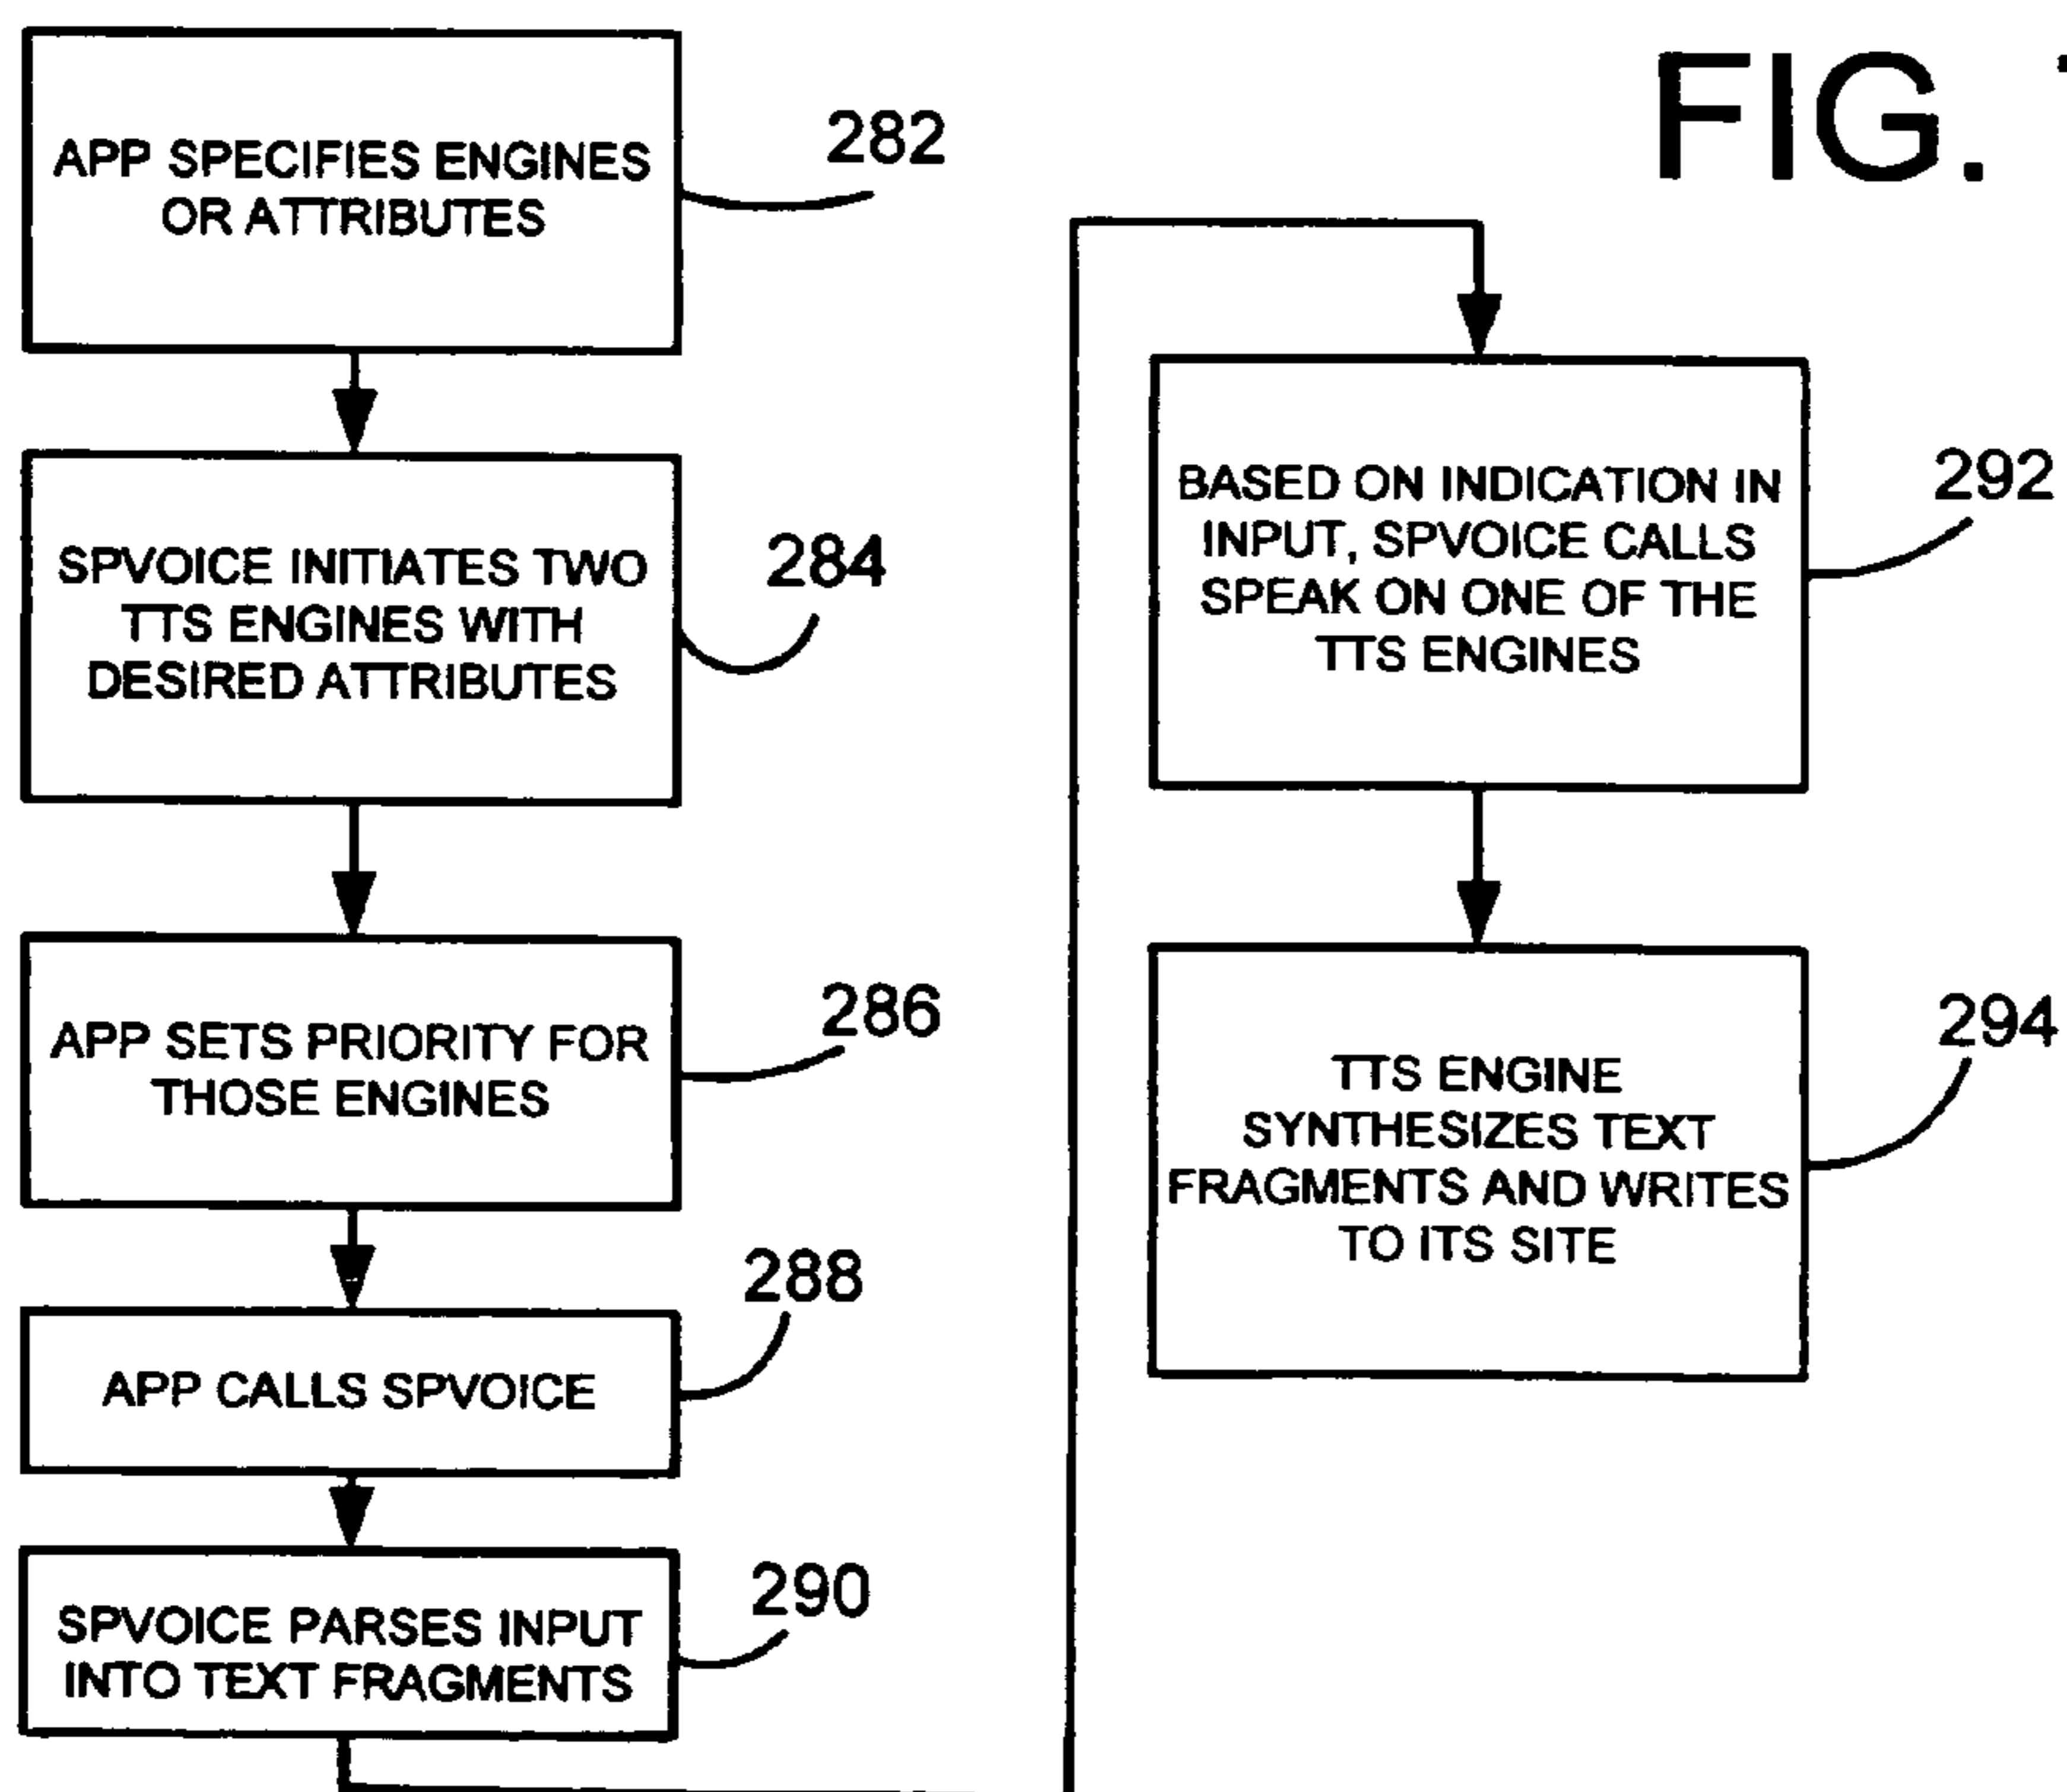 FIG.
APP SPECIFIES ENGINES
OR ATTRIBUTES
282
SPVOICE INITIATES TWO
TTS ENGINES WITH
DESIRED ATTRIBUTES
284
APP SETS PRIORITY FOR
THOSE ENGINES
286
APP CALLS SPVOICE
288
SPVOICE PARSES INPUT
INTO TEXT FRAGMENTS
290
BASED ON INDICATION IN
INPUT, SPVOICE CALLS
SPEAK ON ONE OF THE
TTS ENGINES
292
TTS ENGINE
SYNTHESIZES TEXT
FRAGMENTS AND WRITES
TO ITS SITE
294